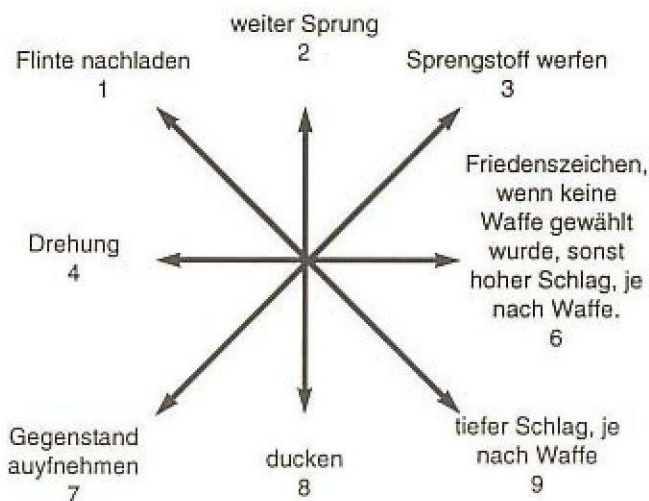 weiter Sprung
2
Flinte nachladen
1
Sprengstoff werfen
3
Friedenszeichen,
wenn keine
Waffe gewählt
wurde, sonst
hoher Schlag, je
nach Waffe.
6
Drehung
4
Gegenstand
auyfnehmen
7
ducken
8
tiefer Schlag, je
nach Waffe
9